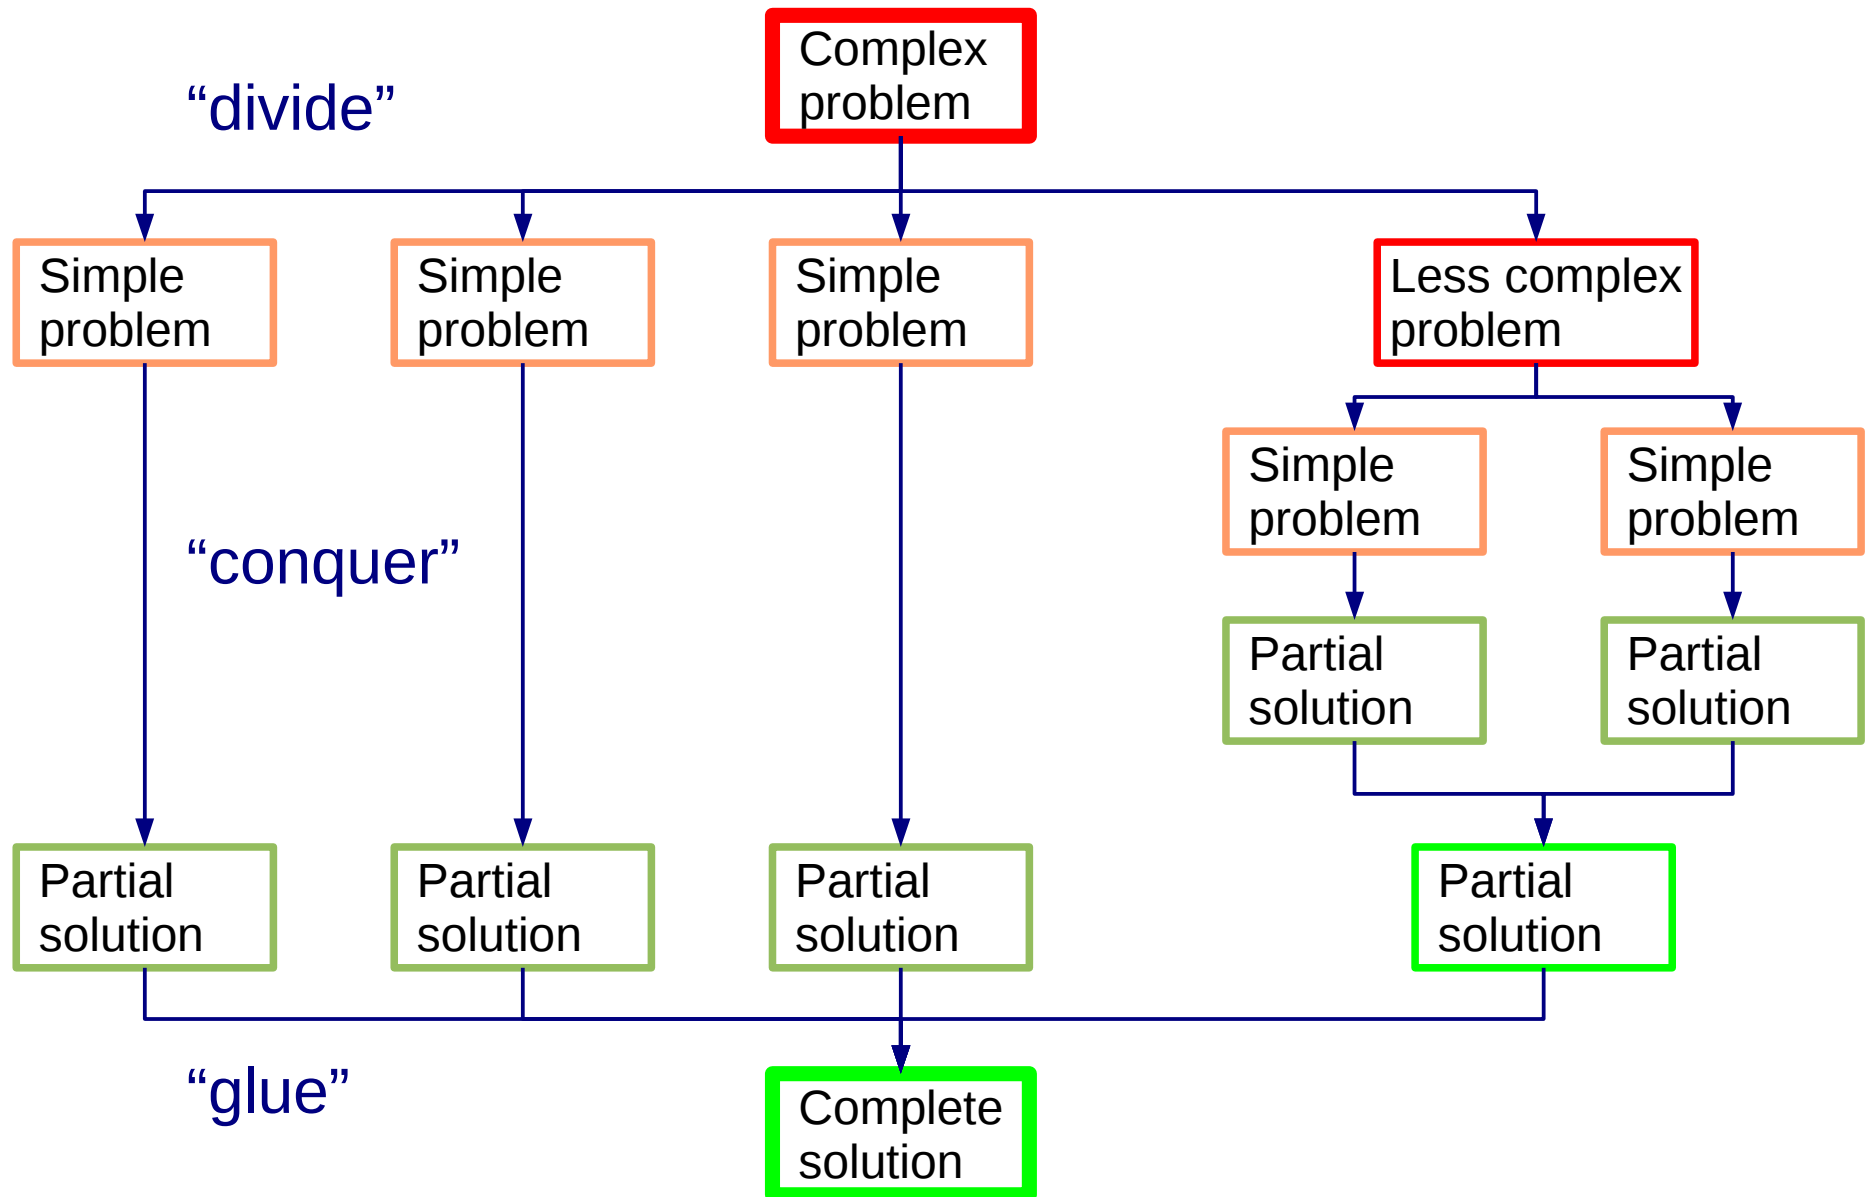 Complex
problem
“divide”
Simple
problem
Simple
problem
Simple
problem
Less complex
problem
Simple
problem
Simple
problem
“conquer”
Partial
solution
Partial
solution
Partial
solution
Partial
solution
Partial
solution
Partial
solution
“glue”
Complete
solution